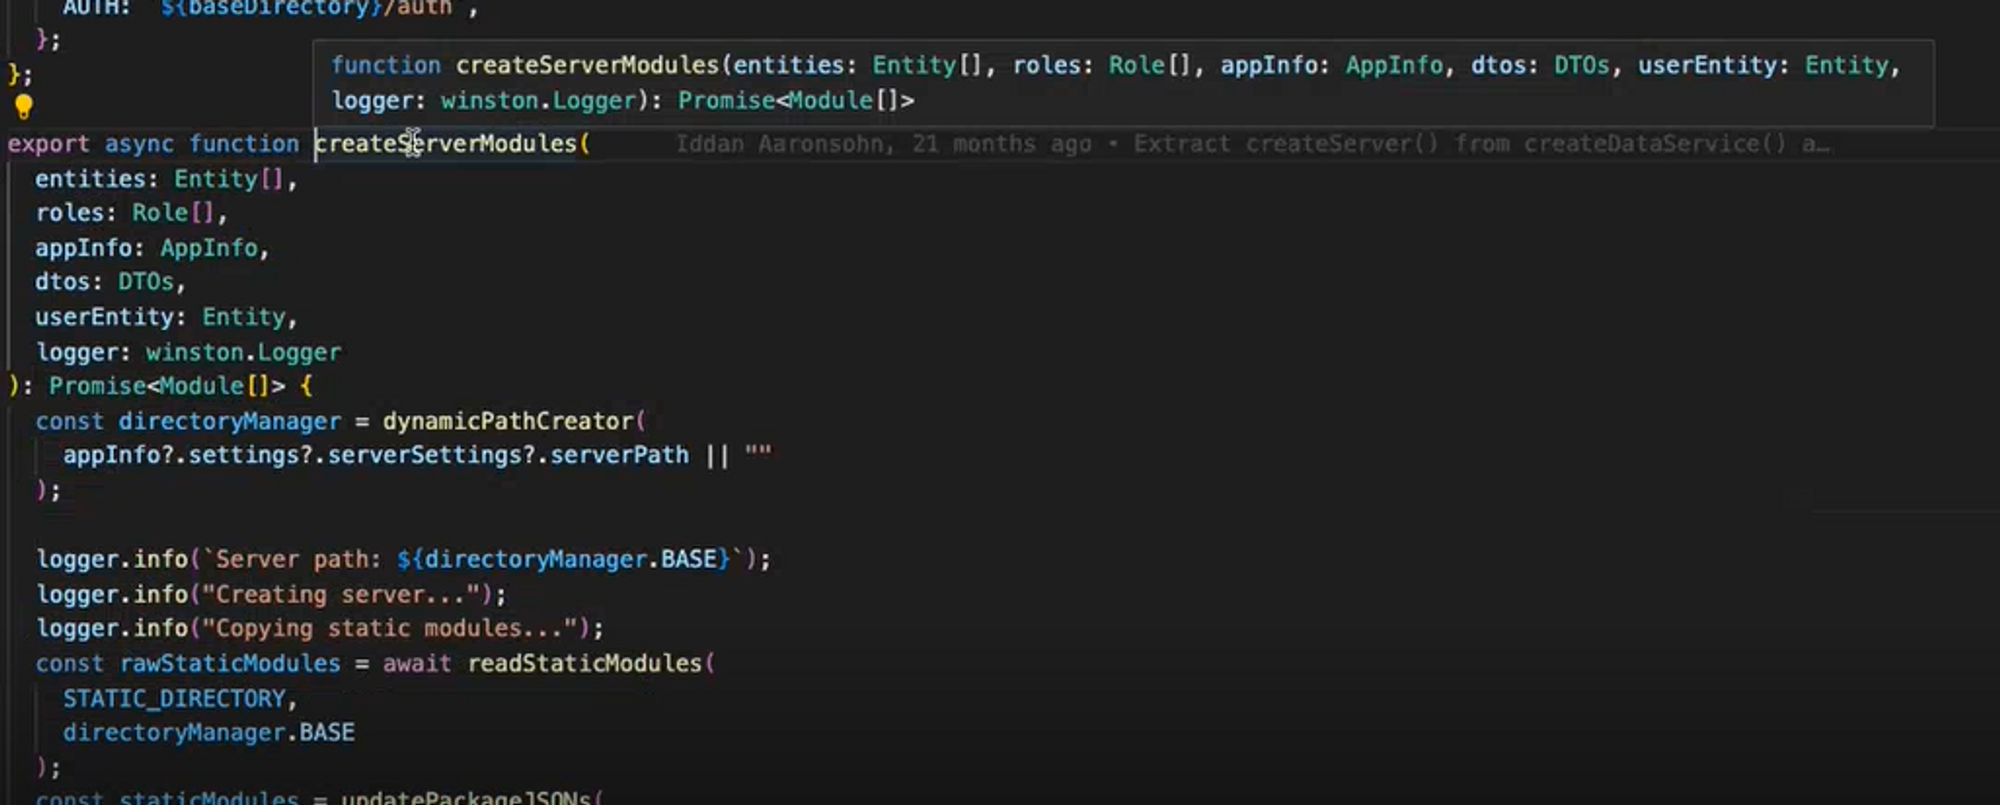 AUTH: `${baseDirectory}/auth`,
};
};
function createServerModules(entities: Entity[], roles: Role[], appInfo: AppInfo, dtos: DTOs, userEntity: Entity,
logger: winston.Logger): Promise<Module[]>
export async function createServerModules( Iddan Aaronsohn, 21 months ago • Extract createServer() from createDataService() a…
entities: Entity[],
roles: Role[],
appInfo: AppInfo,
dtos: DTOs,
userEntity: Entity,
logger: winston.Logger
): Promise<Module[]> {
const directoryManager = dynamicPathCreator(
appInfo?.settings?.serverSettings?.serverPath || ""
);
logger.info(`Server path: ${directoryManager.BASE}`);
logger.info("Creating server...");
logger.info("Copying static modules...");
const rawStaticModules = await readStaticModules(
STATIC_DIRECTORY,
directoryManager.BASE
);
const staticModules = updatePackageJSONs(